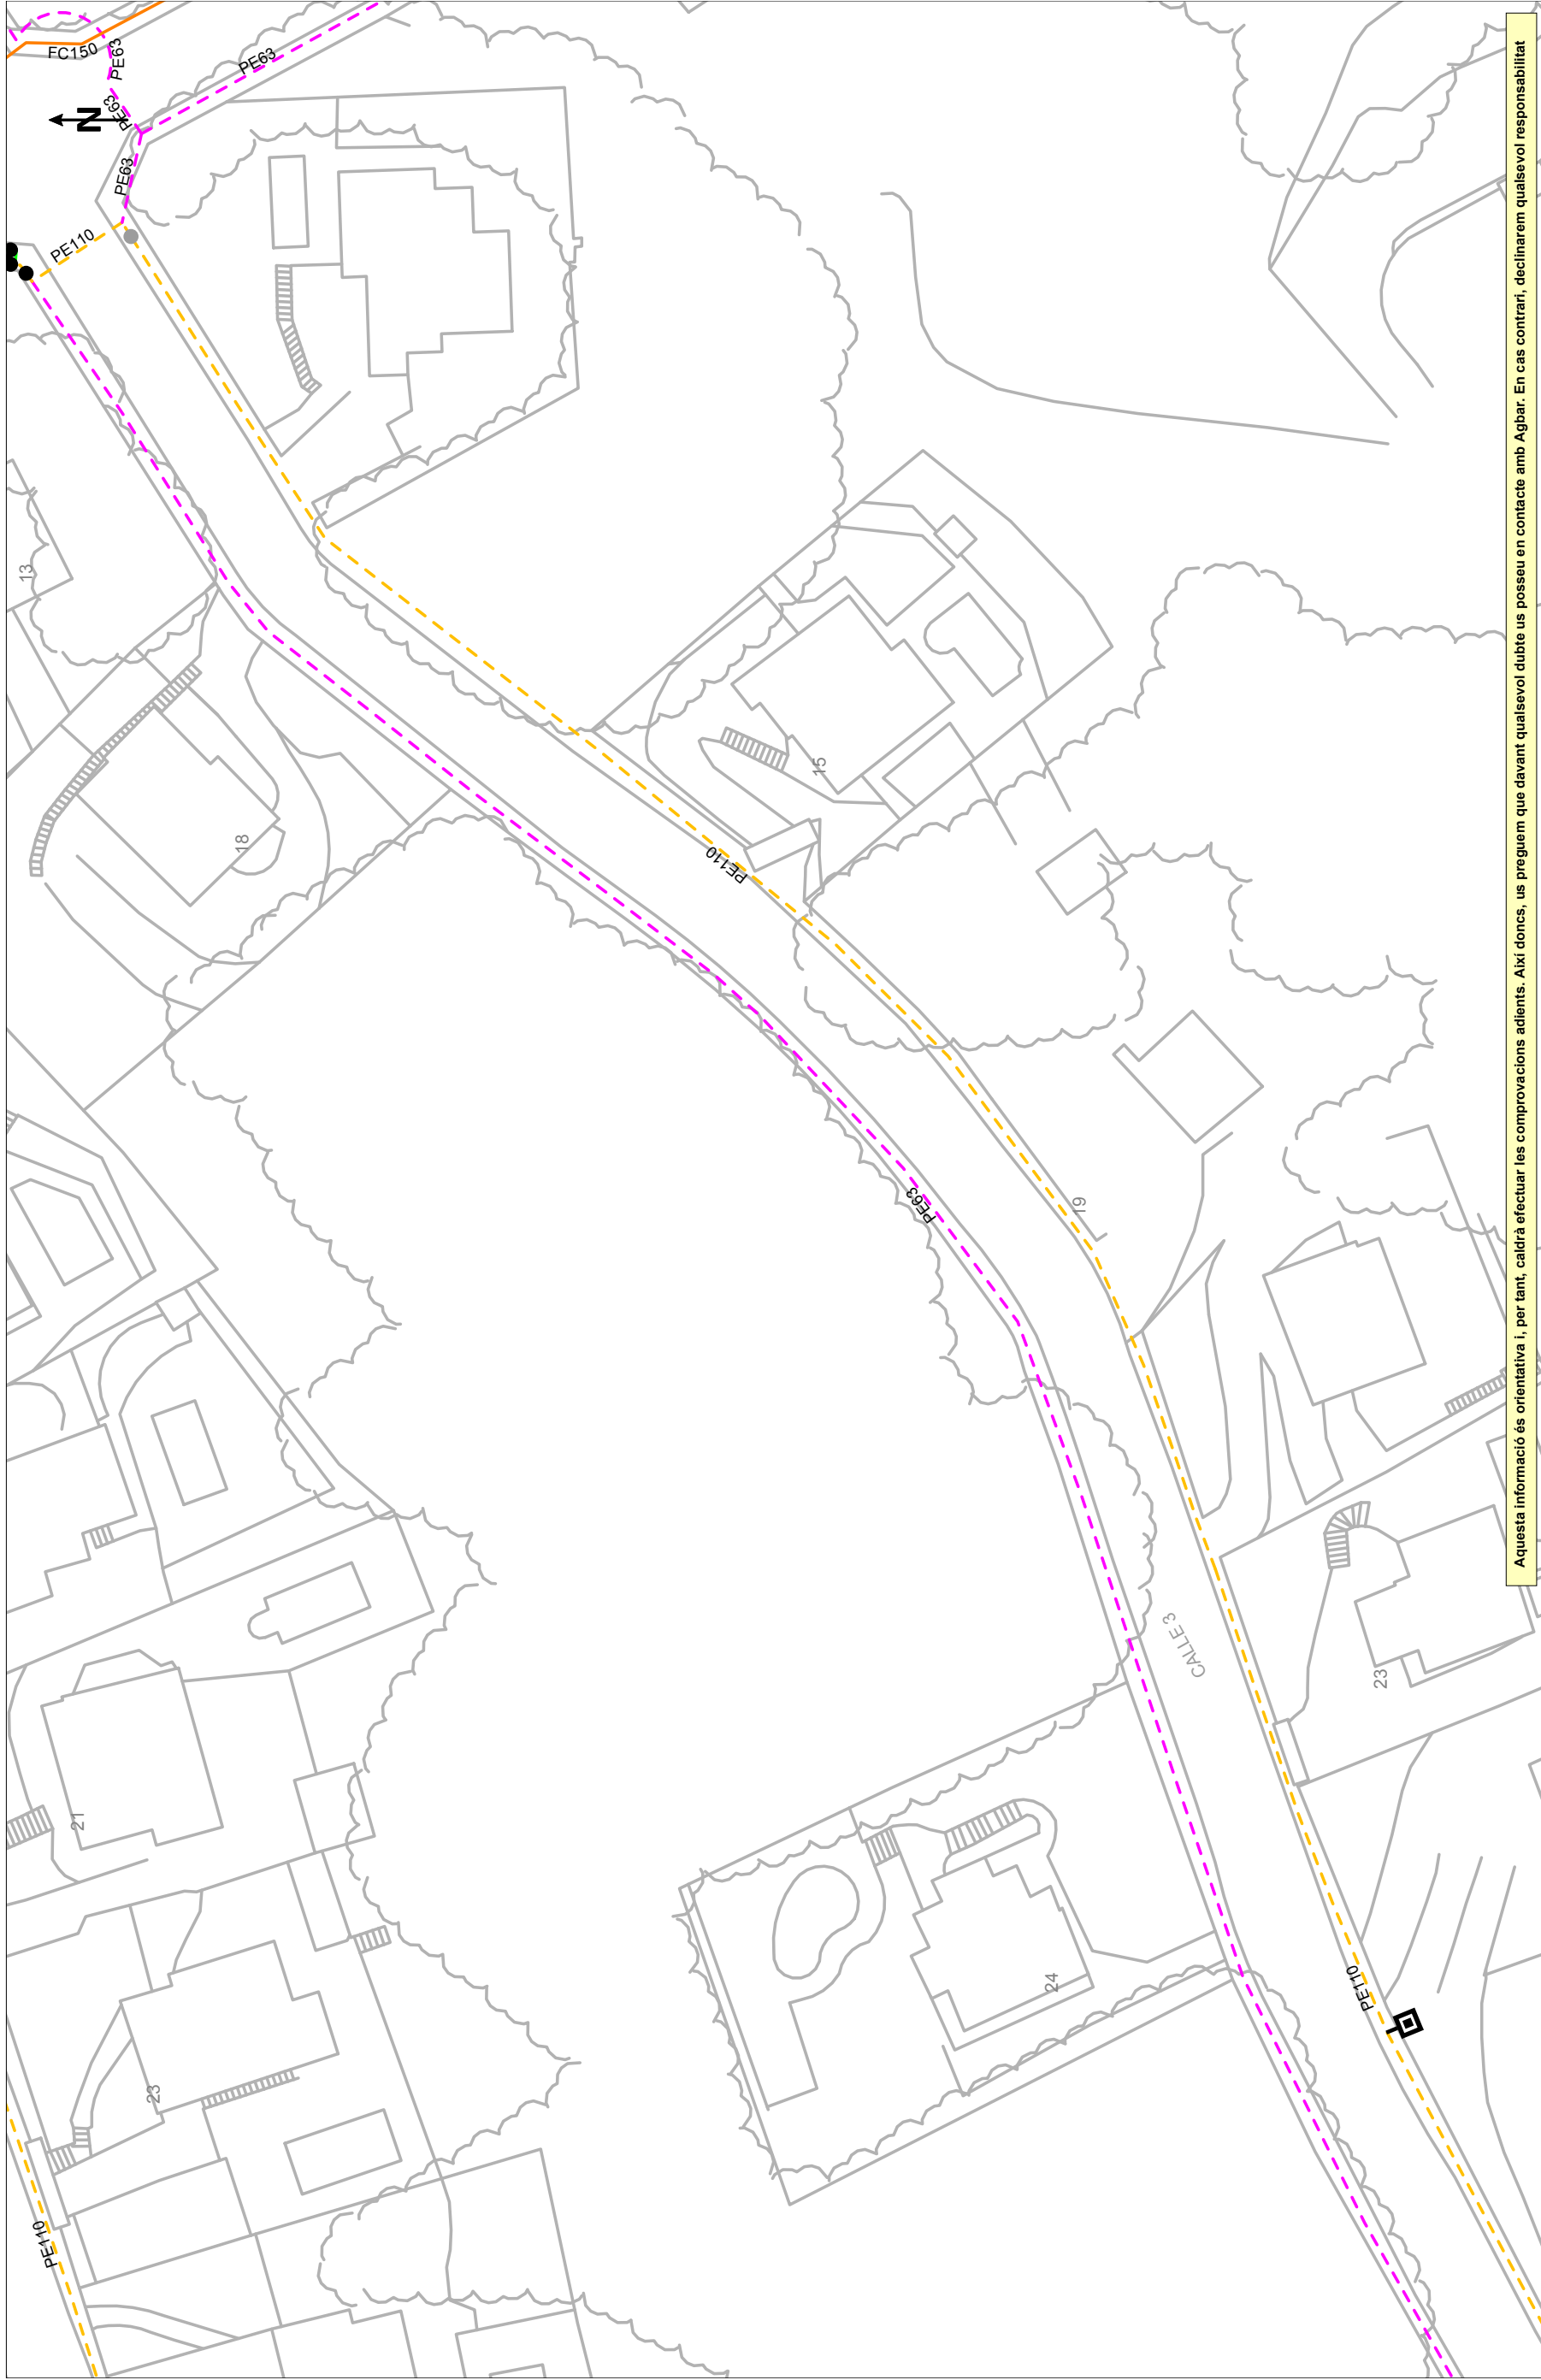 FC150
PE63
PE63
PE63
N
PE63
PE110
13
18
15
PE110
PE63
19
CALLE 3
23
21
24
PE110
23
PE110
Aquesta informació és orientativa i, per tant, caldrà efectuar les comprovacions adients. Així doncs, us preguem que davant qualsevol dubte us posseu en contacte amb Agbar. En cas contrari, declinarem qualsevol responsabilitat